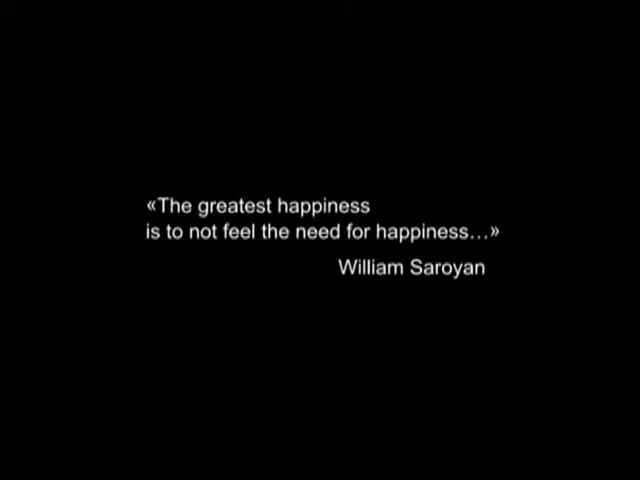 «The greatest happiness
is to not feel the need for happiness…»
William Saroyan